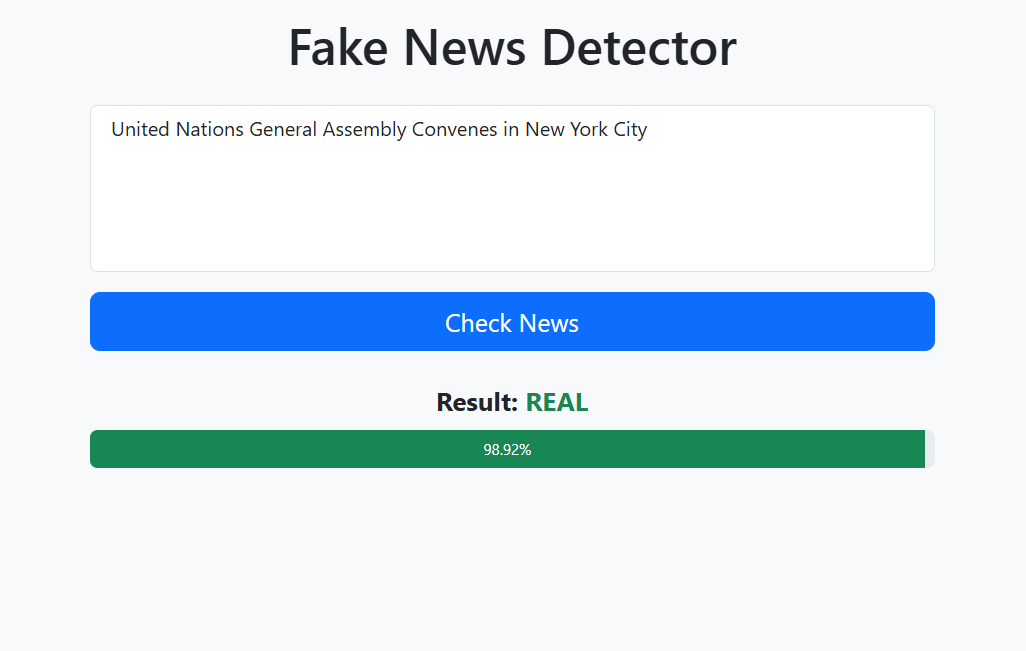 Fake News Detector
United Nations General Assembly Convenes in New York City
Check News
Result: REAL
98.92%